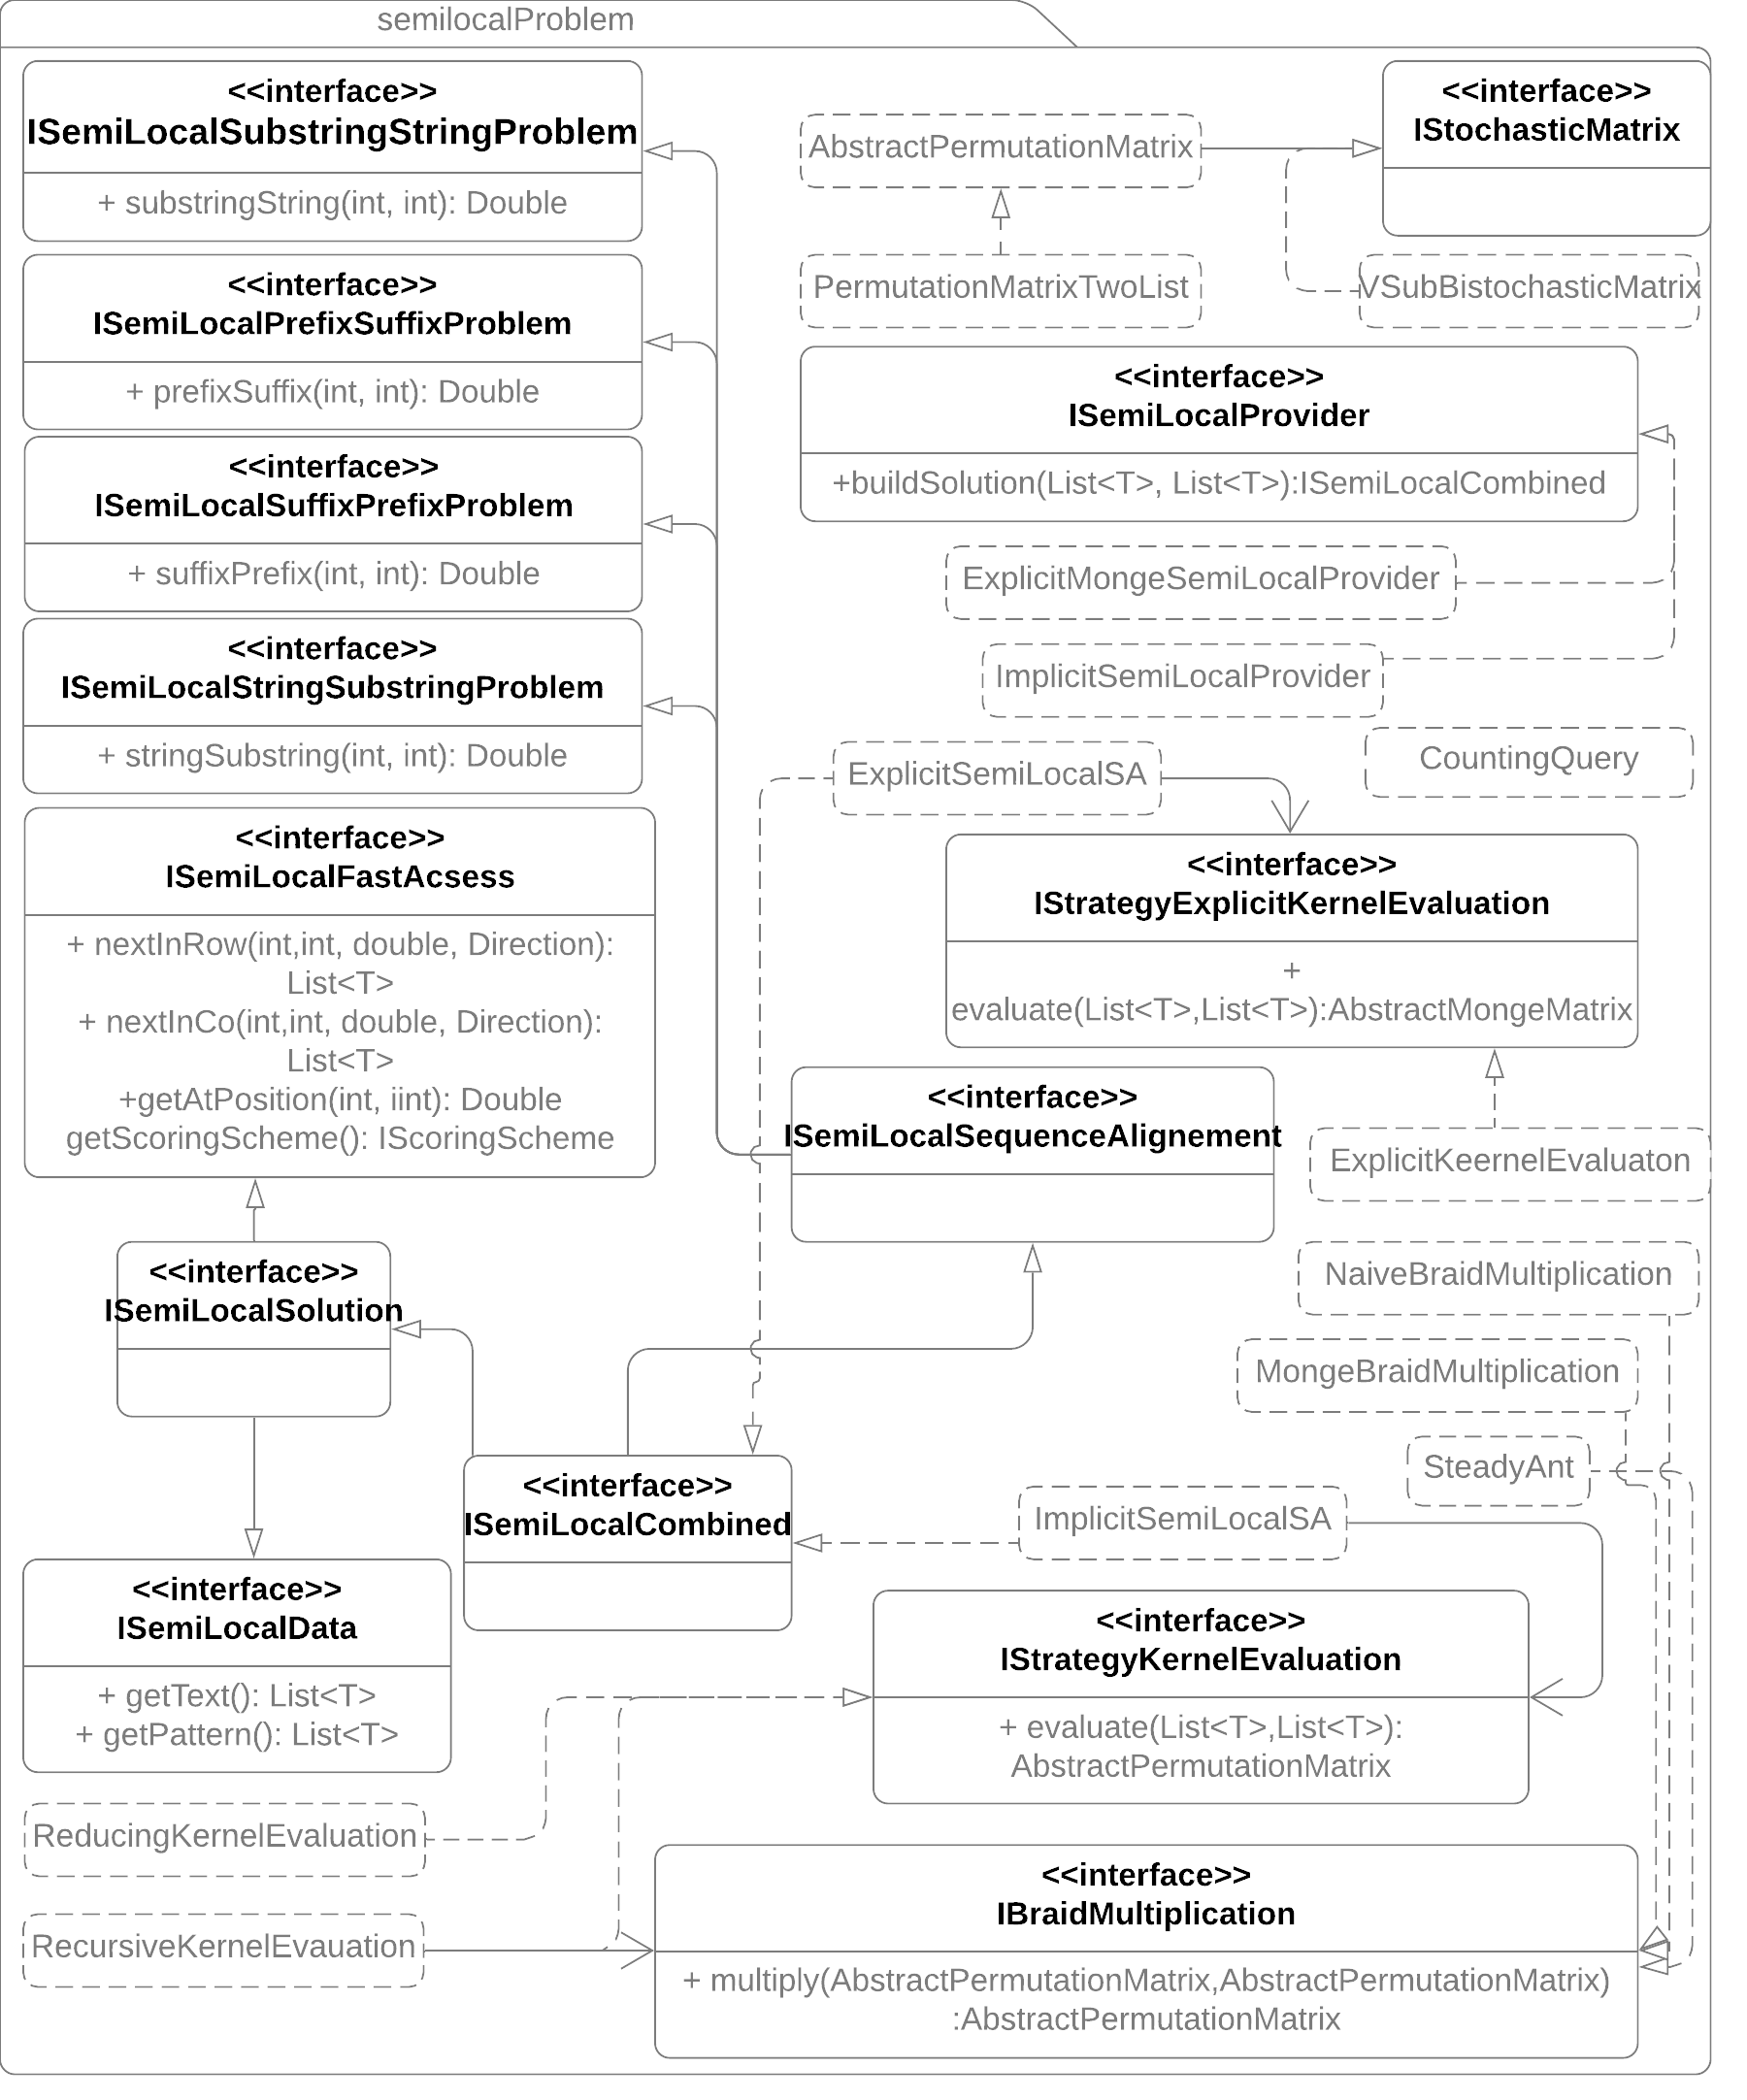 semilocalProblem
<<interface>>
ISemiLocalSubstringStringProblem
+ substringString(int, int): Double
<<interface>>
ISemiLocalPrefixSuffixProblem
+ prefixSuffix(int, int): Double
<<interface>>
ISemiLocalSuffixPrefixProblem
+ suffixPrefix(int, int): Double
<<interface>>
ISemiLocalStringSubstringProblem
+ stringSubstring(int, int): Double
<<interface>>
ISemiLocalFastAcsess
+ nextInRow(int,int, double, Direction):
List<T>
+ nextInCo(int,int, double, Direction):
List<T>
+getAtPosition(int, iint): Double
getScoringScheme(): IScoringScheme
<<interface>>
ISemiLocalSolution
<<interface>>
ISemiLocalData
+ getText(): List<T>
+ getPattern(): List<T>
ReducingKernelEvaluation
RecursiveKernelEvauation
<<interface>>
IStochasticMatrix
AbstractPermutationMatrix
PermutationMatrixTwoList
VSubBistochasticMatrix
<<interface>>
ISemiLocalProvider
+buildSolution(List<T>, List<T>):ISemiLocalCombined
ExplicitMongeSemiLocalProvider
ImplicitSemiLocalProvider
CountingQuery
ExplicitSemiLocalSA
<<interface>>
IStrategyExplicitKernelEvaluation
+
evaluate(List<T>,List<T>):AbstractMongeMatrix
<<interface>>
ISemiLocalSequenceAlignement
ExplicitKeernelEvaluaton
NaiveBraidMultiplication
MongeBraidMultiplication
SteadyAnt
<<interface>>
ISemiLocalCombined
ImplicitSemiLocalSA
<<interface>>
IStrategyKernelEvaluation
+ evaluate(List<T>,List<T>):
AbstractPermutationMatrix
<<interface>>
IBraidMultiplication
+ multiply(AbstractPermutationMatrix,AbstractPermutationMatrix)
:AbstractPermutationMatrix